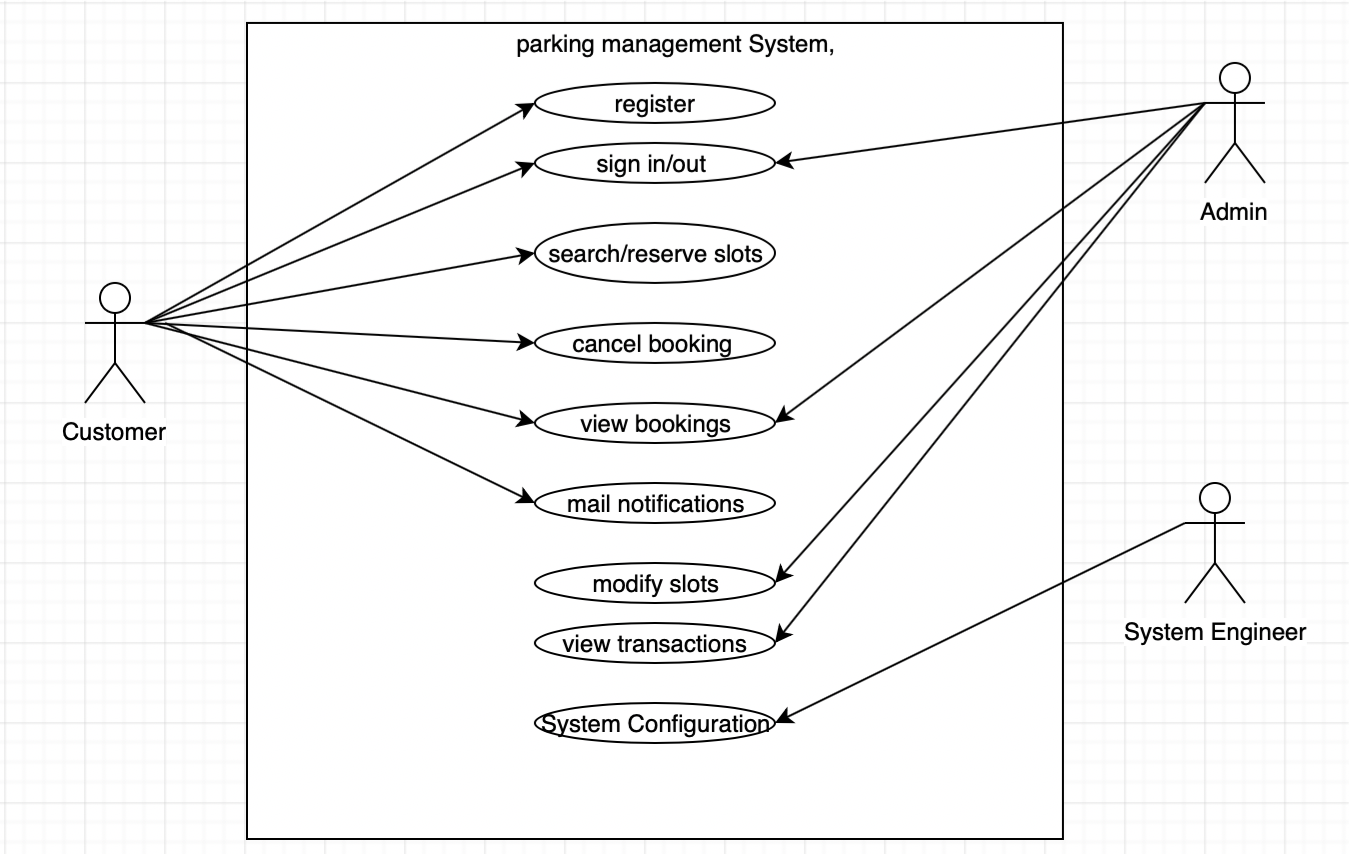 parking management System,
register
sign in/out
search/reserve slots
cancel booking
view bookings
mail notifications
modify slots
view transactions
System Configuration
Customer
Admin
System Engineer